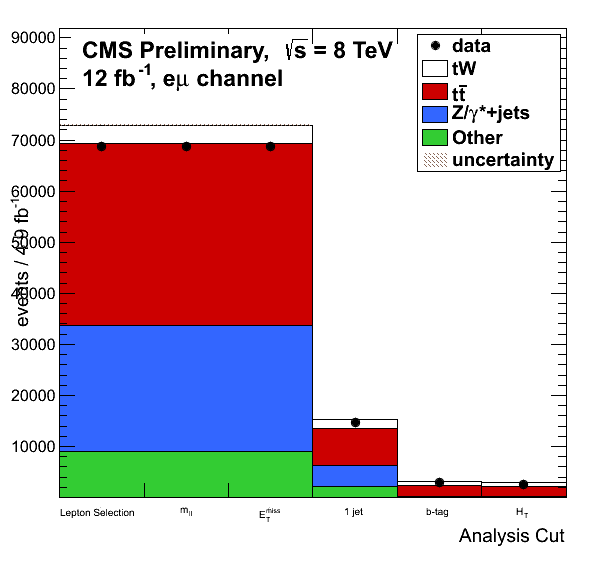 CMS Preliminary, √s = 8 TeV
12 fb⁻¹, eμ channel
data
tW
tt̄
Z/γ*+jets
Other
uncertainty
90000
80000
70000
60000
50000
40000
30000
20000
10000
events / 4.9 fb⁻¹
Lepton Selection
m_ll
E_T^miss
1 jet
b-tag
H_T
Analysis Cut